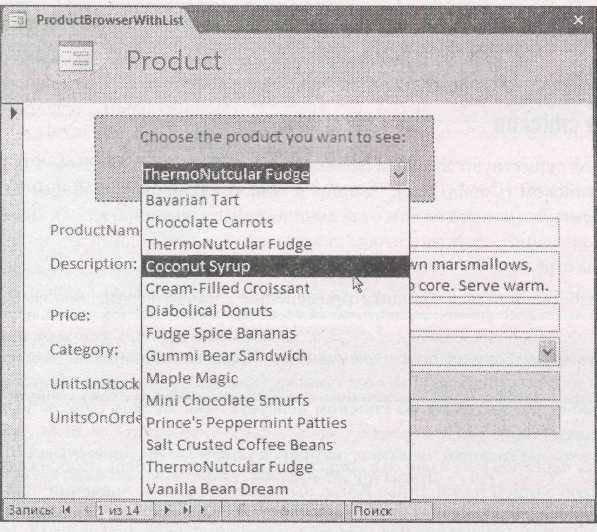 ProductBrowserWithList
Product
Choose the product you want to see:
ThermoNutcular Fudge
Bavarian Tart
Chocolate Carrots
ThermoNutcular Fudge
Coconut Syrup
Cream-Filled Croissant
Diabolical Donuts
Fudge Spice Bananas
Gummi Bear Sandwich
Maple Magic
Mini Chocolate Smurfs
Prince's Peppermint Patties
Salt Crusted Coffee Beans
ThermoNutcular Fudge
Vanilla Bean Dream
ProductNam
Description:
wn marsmallows,
core. Serve warm.
Price:
Category:
UnitsInStock
UnitsOnOrde
Запись: 1 из 14
Поиск